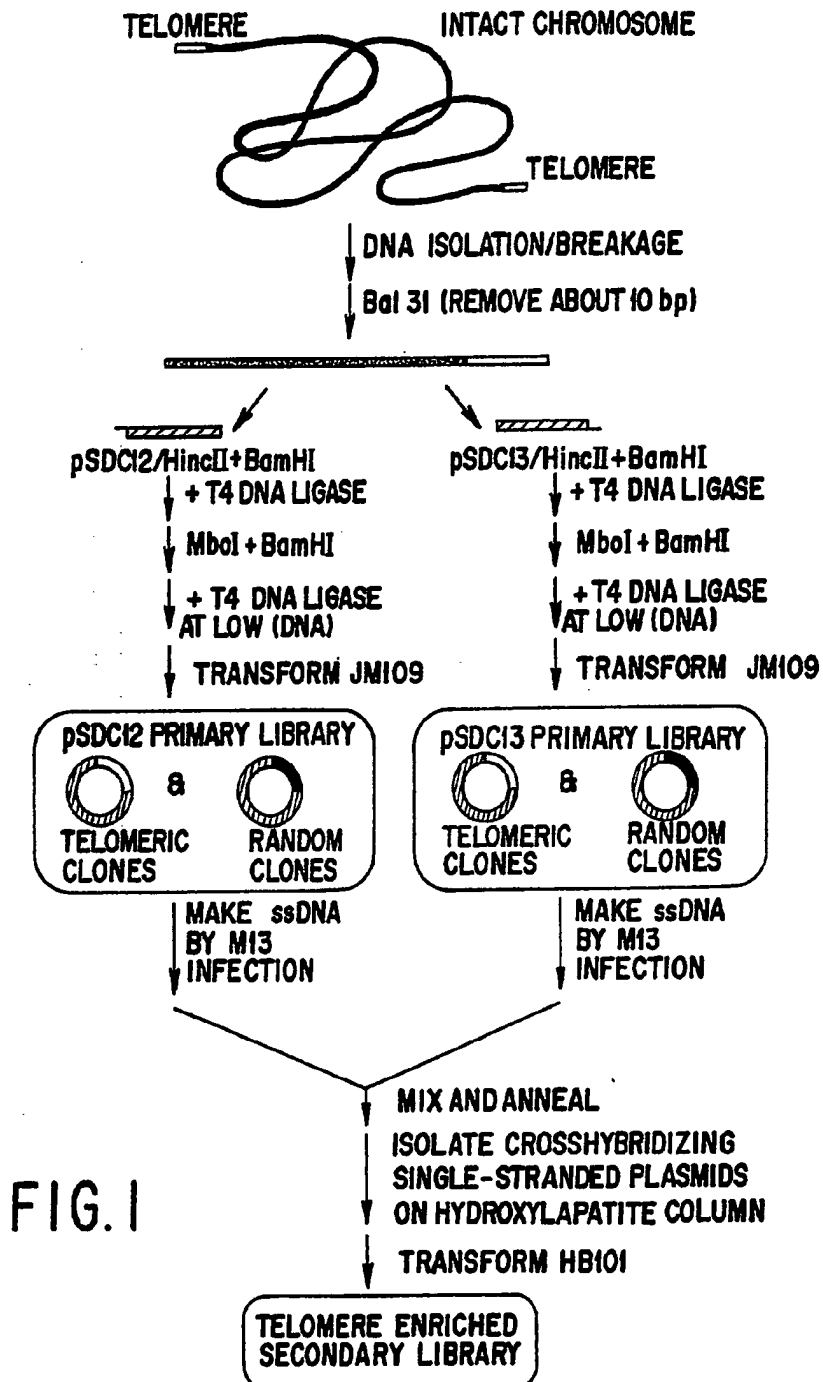 TELOMERE
INTACT CHROMOSOME
TELOMERE
DNA ISOLATION/BREAKAGE
Bal 31 (REMOVE ABOUT 10 bp)
pSDC12/HincII+BamHI
+ T4 DNA LIGASE
MboI+BamHI
+ T4 DNA LIGASE
AT LOW (DNA)
TRANSFORM JM109
pSDC13/HincII+BamHI
+ T4 DNA LIGASE
MboI+BamHI
+ T4 DNA LIGASE
AT LOW (DNA)
TRANSFORM JM109
pSDC12 PRIMARY LIBRARY
&
TELOMERIC
CLONES
RANDOM
CLONES
pSDC13 PRIMARY LIBRARY
&
TELOMERIC
CLONES
RANDOM
CLONES
MAKE ssDNA
BY M13
INFECTION
MAKE ssDNA
BY M13
INFECTION
MIX AND ANNEAL
ISOLATE CROSSHYBRIDIZING
SINGLE-STRANDED PLASMIDS
ON HYDROXYLAPATITE COLUMN
TRANSFORM HB101
TELOMERE ENRICHED
SECONDARY LIBRARY
FIG. 1